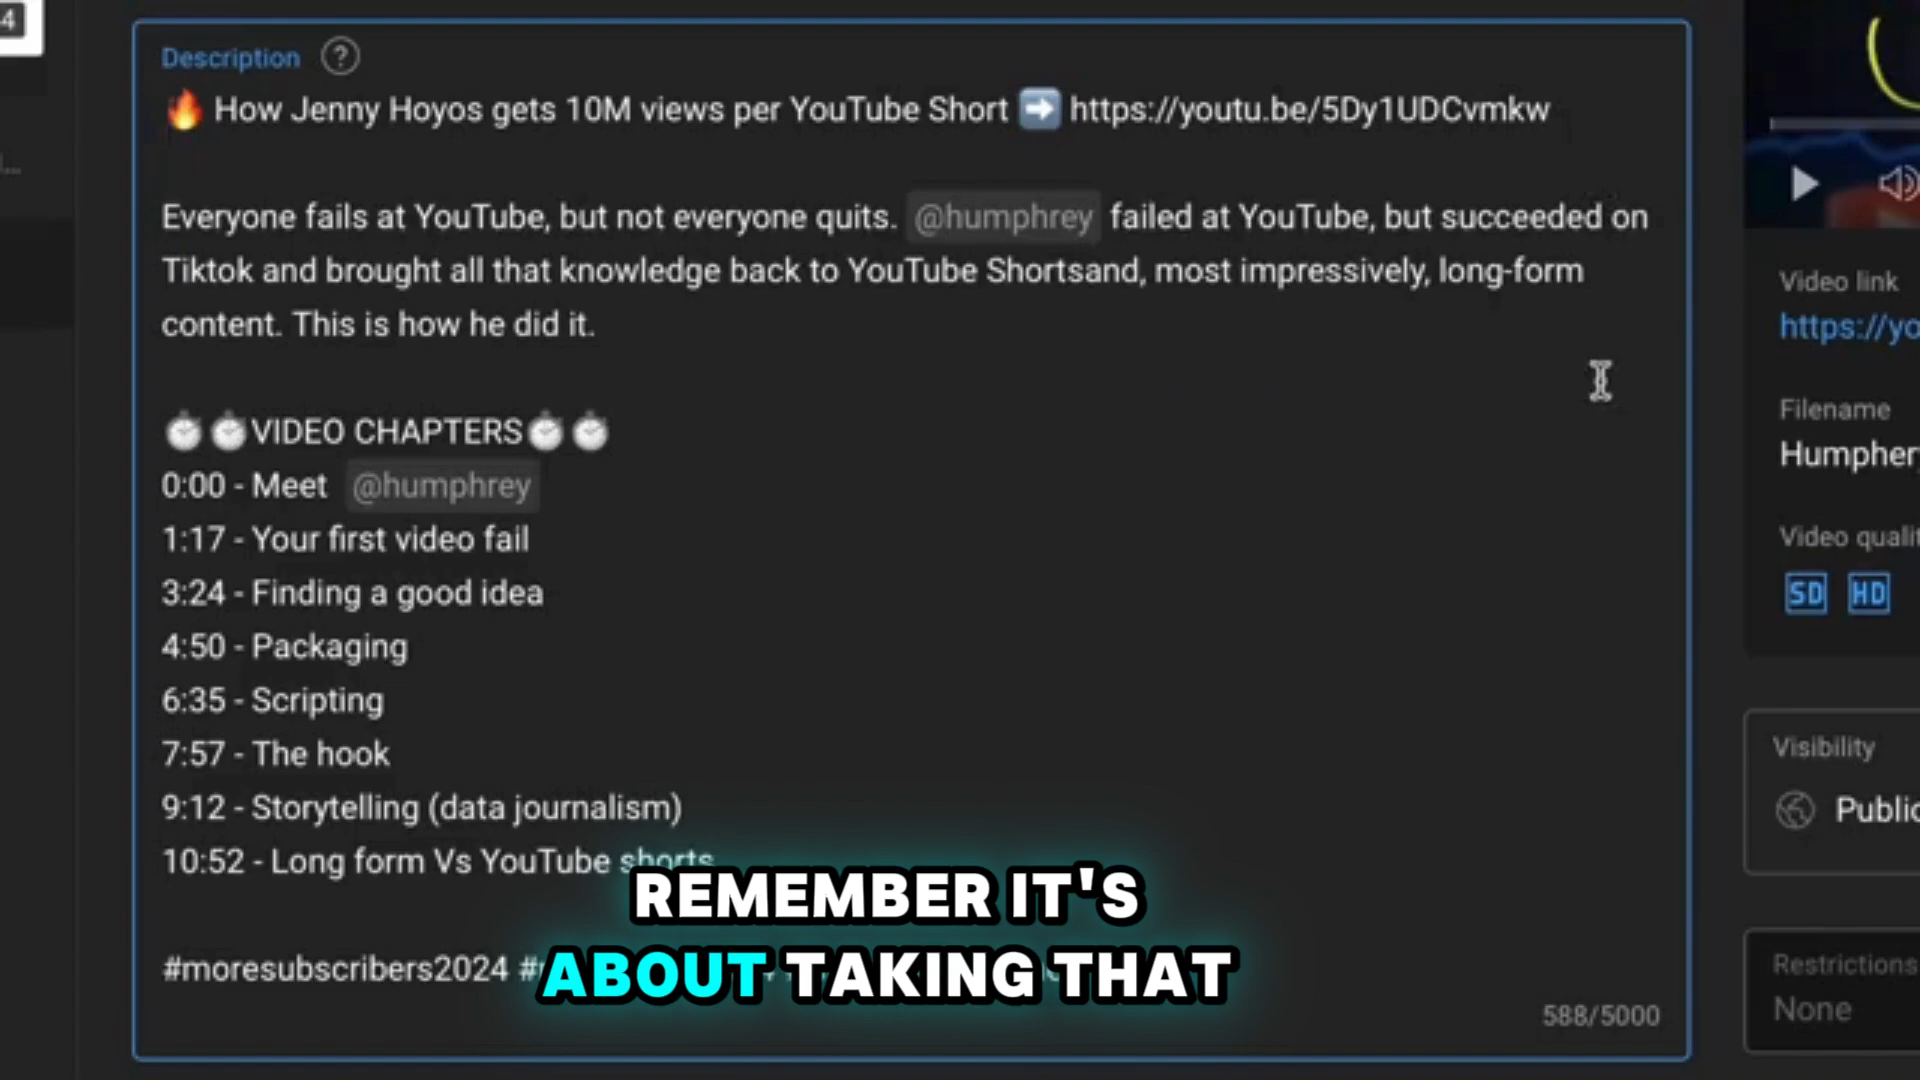 4
Description ?
🔥 How Jenny Hoyos gets 10M views per YouTube Short ➡️ https://youtu.be/5Dy1UDCvmkw
Everyone fails at YouTube, but not everyone quits. @humphrey failed at YouTube, but succeeded on
Tiktok and brought all that knowledge back to YouTube Shortsand, most impressively, long-form
content. This is how he did it.
⏱️⏱️VIDEO CHAPTERS⏱️⏱️
0:00 - Meet @humphrey
1:17 - Your first video fail
3:24 - Finding a good idea
4:50 - Packaging
6:35 - Scripting
7:57 - The hook
9:12 - Storytelling (data journalism)
10:52 - Long form Vs YouTube shorts
#moresubscribers2024
588/5000
REMEMBER IT'S
ABOUT TAKING THAT
Video link
https://yo
Filename
Humpher
Video qualit
SD HD
Visibility
Public
Restrictions
None